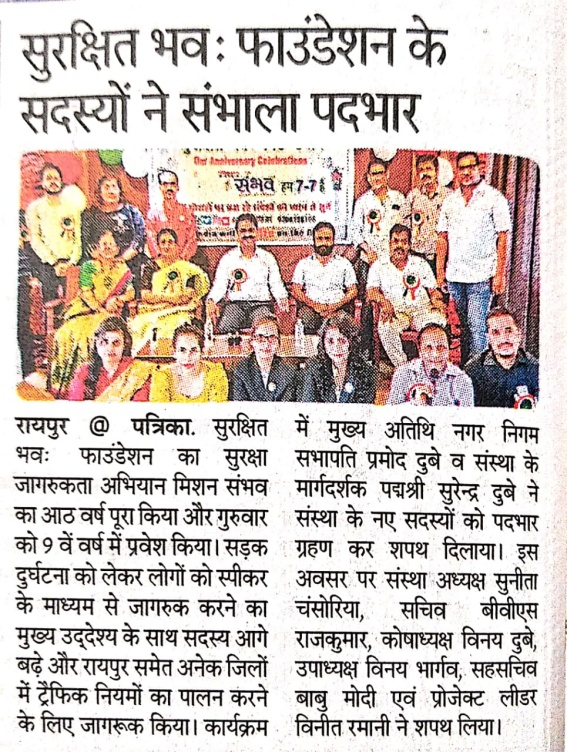 सुरक्षित भवः फाउंडेशन के
सदस्यों ने संभाला पदभार
Our Anniversary Celebrations
संभव हम 7-7 है
रायपुर @ पत्रिका. सुरक्षित
भवः फाउंडेशन का सुरक्षा
जागरुकता अभियान मिशन संभव
का आठ वर्ष पूरा किया और गुरुवार
को 9 वें वर्ष में प्रवेश किया। सड़क
दुर्घटना को लेकर लोगों को स्पीकर
के माध्यम से जागरुक करने का
मुख्य उद्देश्य के साथ सदस्य आगे
बढ़े और रायपुर समेत अनेक जिलों
में ट्रैफिक नियमों का पालन करने
के लिए जागरूक किया। कार्यक्रम
में मुख्य अतिथि नगर निगम
सभापति प्रमोद दुबे व संस्था के
मार्गदर्शक पद्मश्री सुरेन्द्र दुबे ने
संस्था के नए सदस्यों को पदभार
ग्रहण कर शपथ दिलाया। इस
अवसर पर संस्था अध्यक्ष सुनीता
चंसोरिया, सचिव बीवीएस
राजकुमार, कोषाध्यक्ष विनय दुबे,
उपाध्यक्ष विनय भार्गव, सहसचिव
बाबु मोदी एवं प्रोजेक्ट लीडर
विनीत रमानी ने शपथ लिया।